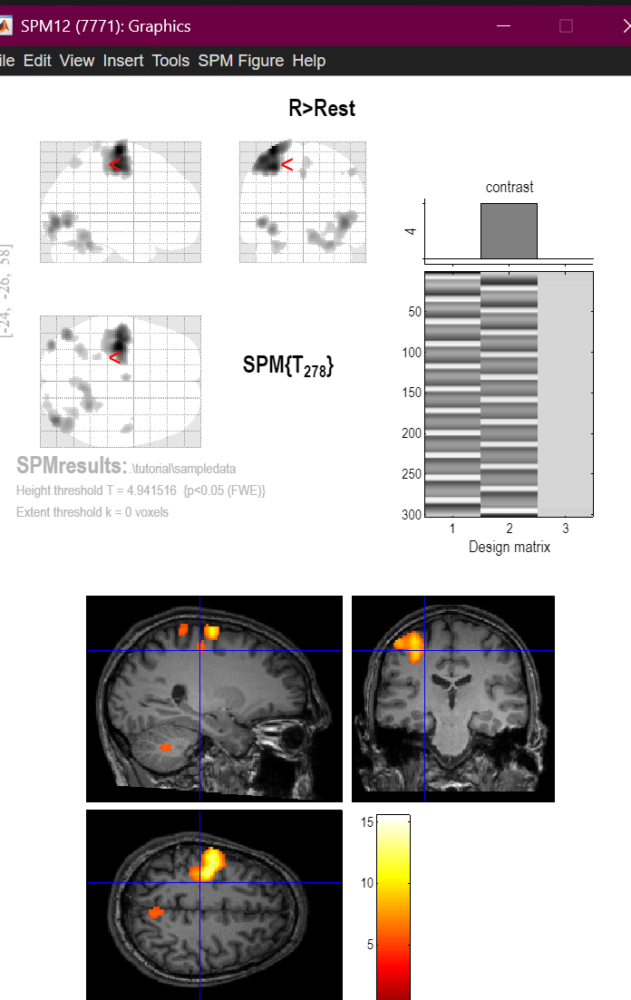 SPM12 (7771): Graphics
ile Edit View Insert Tools SPM Figure Help
R>Rest
[-24, -26, 58]
<
<
<
SPM{T278}
contrast
4
50
100
150
200
250
300
1 2 3
Design matrix
SPMresults: .\tutorial\sampledata
Height threshold T = 4.941516 {p<0.05 (FWE)}
Extent threshold k = 0 voxels
15
10
5